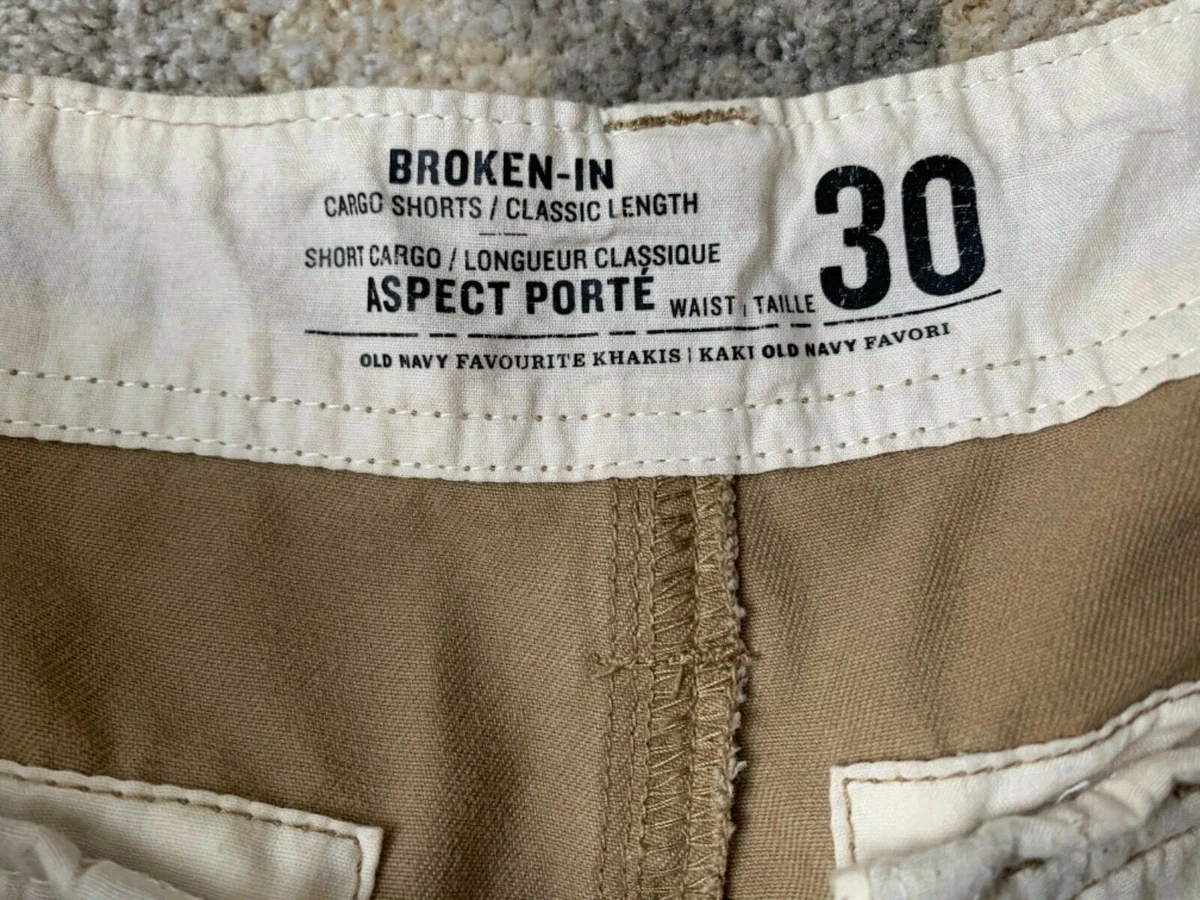 BROKEN-IN
CARGO SHORTS / CLASSIC LENGTH
SHORT CARGO / LONGUEUR CLASSIQUE
ASPECT PORTÉ
WAIST | TAILLE 30
OLD NAVY FAVOURITE KHAKIS | KAKI OLD NAVY FAVORI